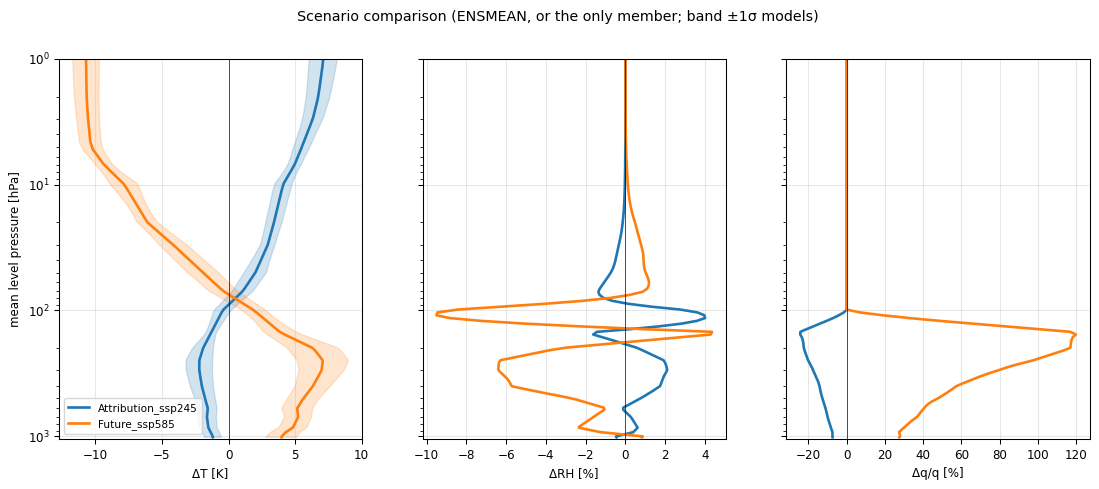 Scenario comparison (ENSMEAN, or the only member; band ±1σ models)
mean level pressure [hPa]
10⁰
10¹
10²
10³
Attribution_ssp245
Future_ssp585
−10 −5 0 5 10
ΔT [K]
−10 −8 −6 −4 −2 0 2 4
ΔRH [%]
−20 0 20 40 60 80 100 120
Δq/q [%]